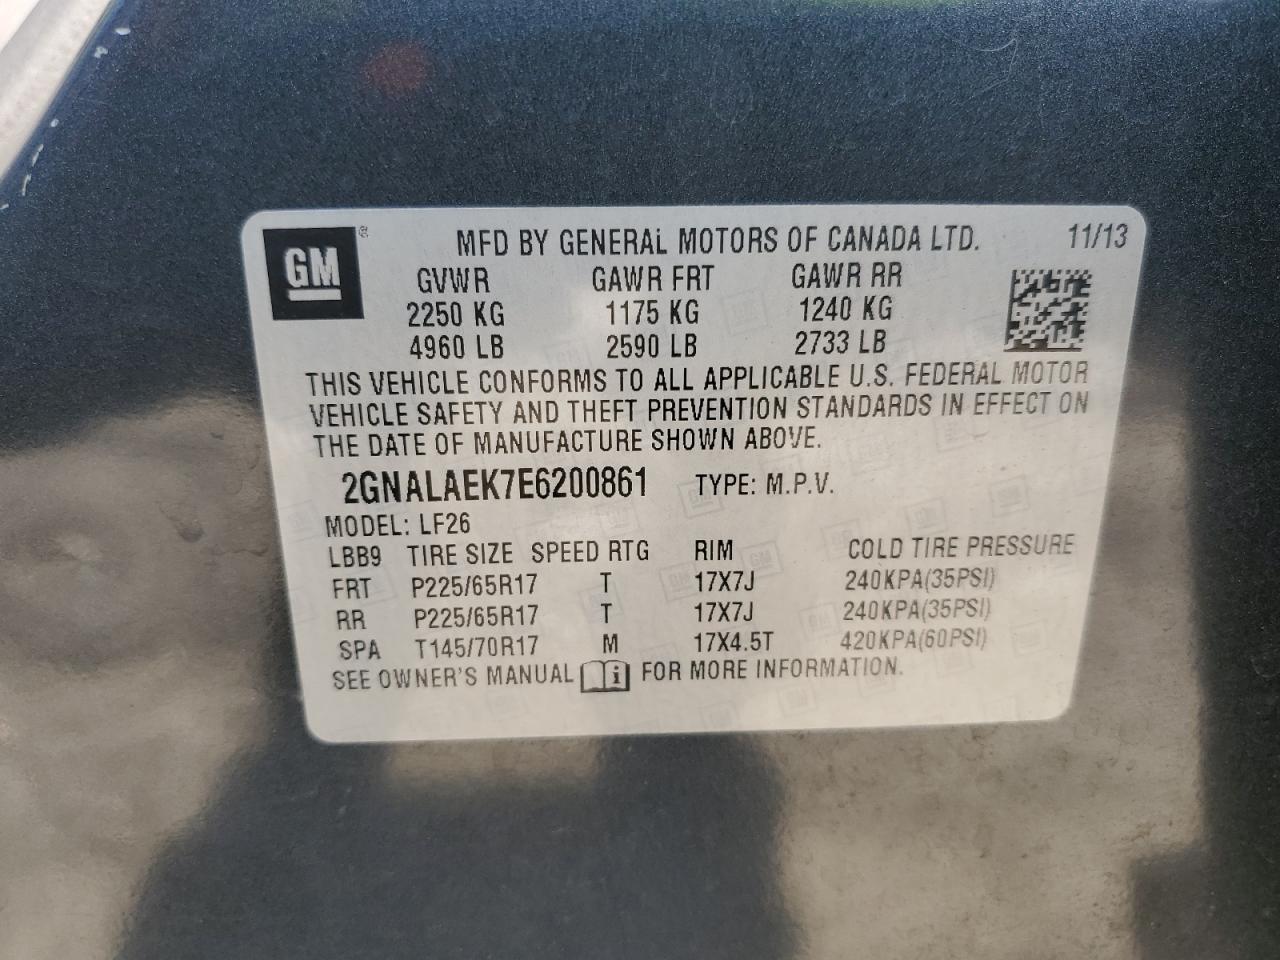 GM ® MFD BY GENERAL MOTORS OF CANADA LTD. 11/13
GVWR GAWR FRT GAWR RR
2250 KG 1175 KG 1240 KG
4960 LB 2590 LB 2733 LB
THIS VEHICLE CONFORMS TO ALL APPLICABLE U.S. FEDERAL MOTOR
VEHICLE SAFETY AND THEFT PREVENTION STANDARDS IN EFFECT ON
THE DATE OF MANUFACTURE SHOWN ABOVE.
2GNALAEK7E6200861 TYPE: M.P.V.
MODEL: LF26
LBB9 TIRE SIZE SPEED RTG RIM COLD TIRE PRESSURE
FRT P225/65R17 T 17X7J 240KPA(35PSI)
RR P225/65R17 T 17X7J 240KPA(35PSI)
SPA T145/70R17 M 17X4.5T 420KPA(60PSI)
SEE OWNER'S MANUAL i FOR MORE INFORMATION.